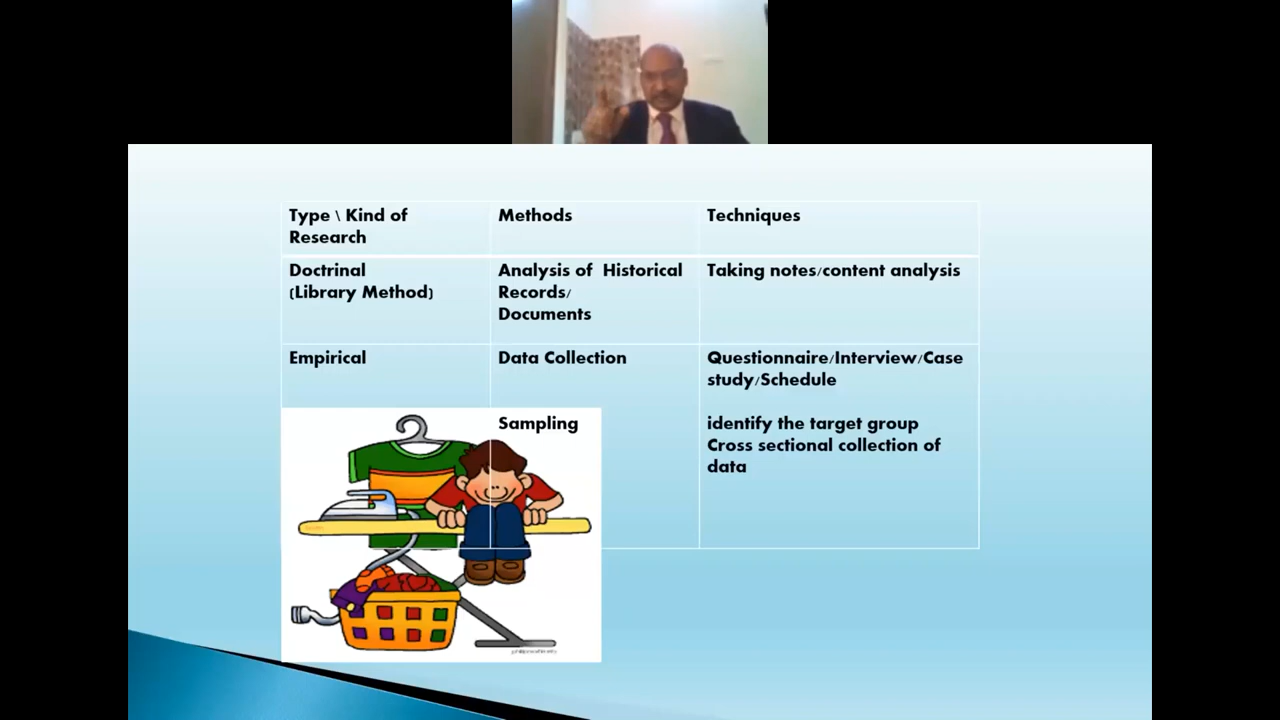 Type \ Kind of
Research
Methods
Techniques
Doctrinal
(Library Method)
Analysis of  Historical
Records/
Documents
Taking notes/content analysis
Empirical
Data Collection
Sampling
Questionnaire/Interview/Case
study/Schedule
identify the target group
Cross sectional collection of
data